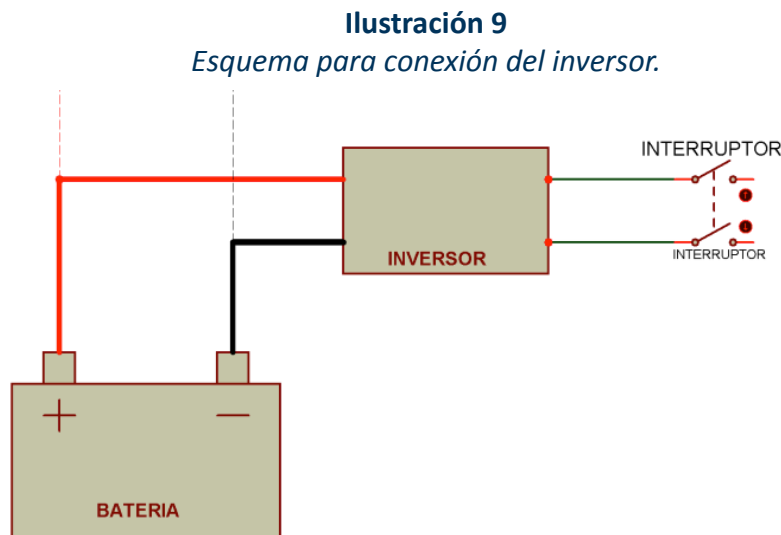 Ilustración 9
Esquema para conexión del inversor.
INTERRUPTOR
INVERSOR
INTERRUPTOR
+ −
BATERIA